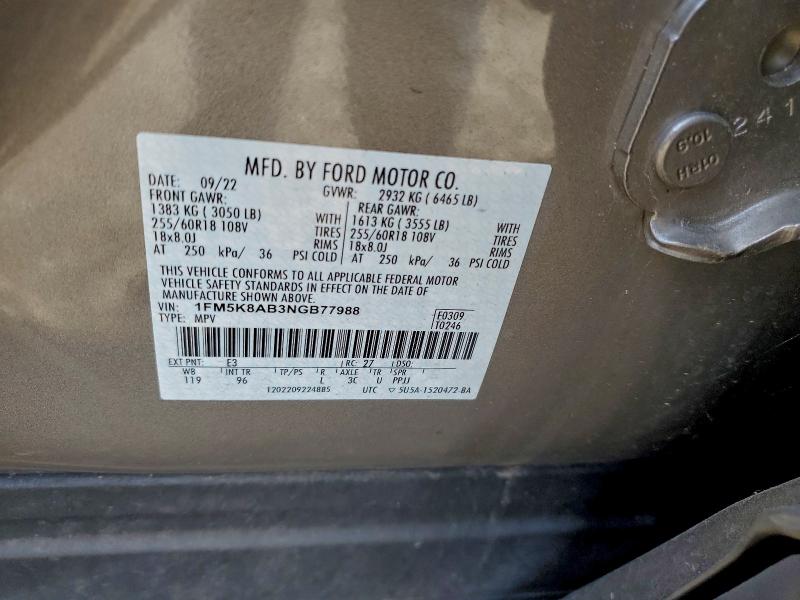 MFD. BY FORD MOTOR CO.
DATE: 09/22 GVWR: 2932 KG ( 6465 LB)
FRONT GAWR: REAR GAWR:
1383 KG ( 3050 LB) WITH 1613 KG ( 3555 LB) WITH
255/60R18 108V TIRES 255/60R18 108V TIRES
18x8.0J RIMS 18x8.0J RIMS
AT 250 kPa/ 36 PSI COLD AT 250 kPa/ 36 PSI COLD
THIS VEHICLE CONFORMS TO ALL APPLICABLE FEDERAL MOTOR
VEHICLE SAFETY STANDARDS IN EFFECT ON THE DATE OF
MANUFACTURE SHOWN ABOVE.
VIN: 1FM5K8AB3NGB77988 F0309
TYPE: MPV T0246
EXT PNT: E3 RC: 27 DSO:
WB INT TR TP/PS R AXLE TR SPR
119 96 L 3C U PPJJ
1202209224885 UTC 5U5A-1520472-BA
241
01RH
10.9